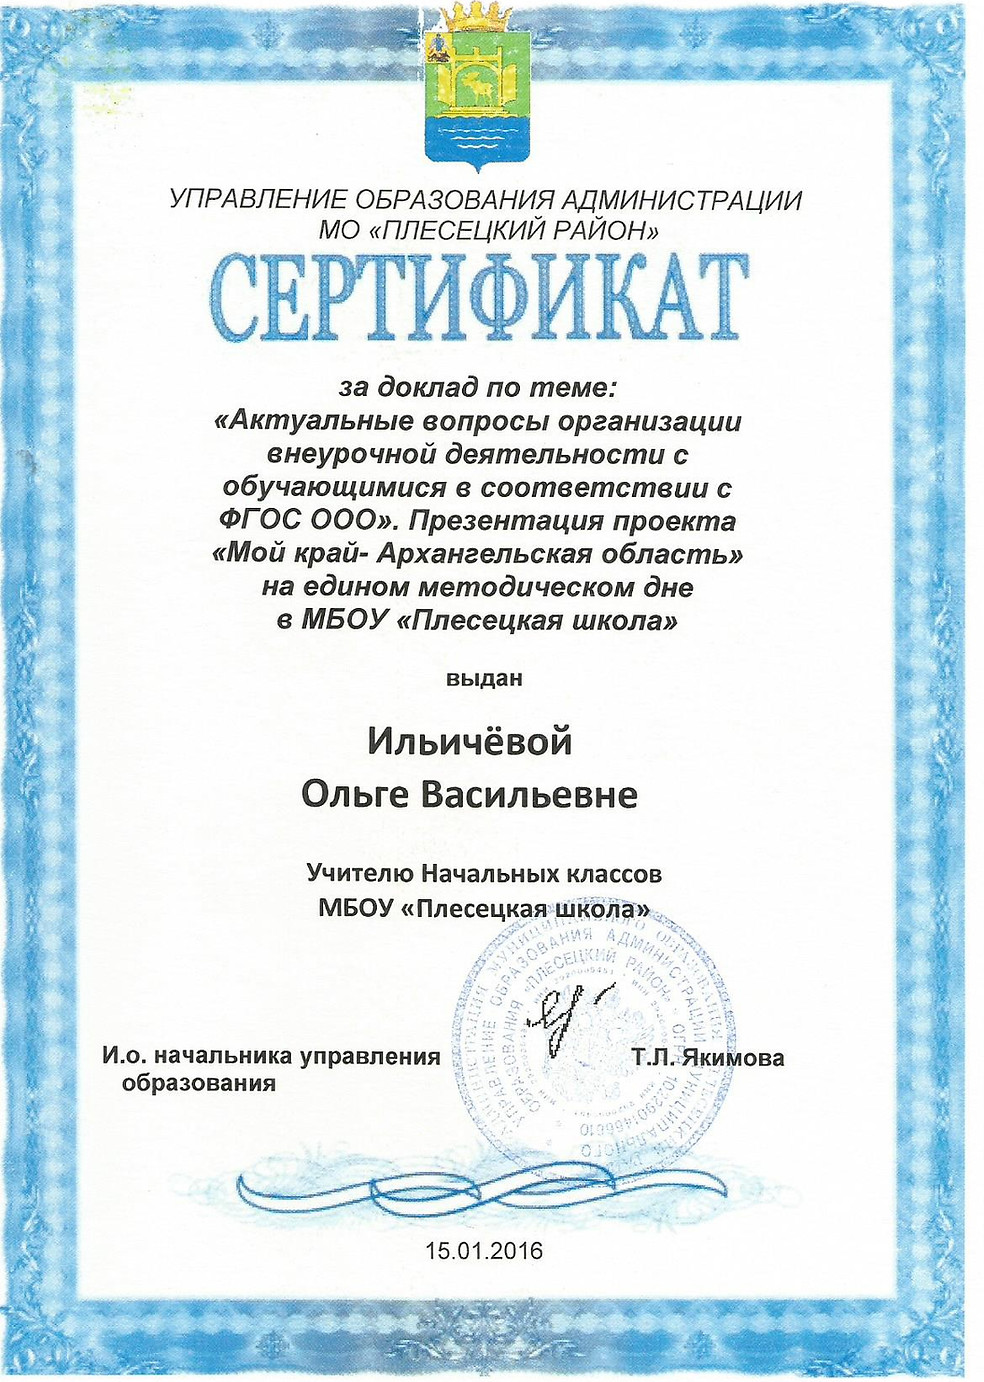 УПРАВЛЕНИЕ ОБРАЗОВАНИЯ АДМИНИСТРАЦИИ
МО «ПЛЕСЕЦКИЙ РАЙОН»
СЕРТИФИКАТ
за доклад по теме:
«Актуальные вопросы организации
внеурочной деятельности с
обучающимися в соответствии с
ФГОС ООО». Презентация проекта
«Мой край- Архангельская область»
на едином методическом дне
в МБОУ «Плесецкая школа»
выдан
Ильичёвой
Ольге Васильевне
Учителю Начальных классов
МБОУ «Плесецкая школа»
И.о. начальника управления
образования
Т.Л. Якимова
УПРАВЛЕНИЕ ОБРАЗОВАНИЯ АДМИНИСТРАЦИИ МУНИЦИПАЛЬНОГО
ОБРАЗОВАНИЯ «ПЛЕСЕЦКИЙ РАЙОН»
15.01.2016